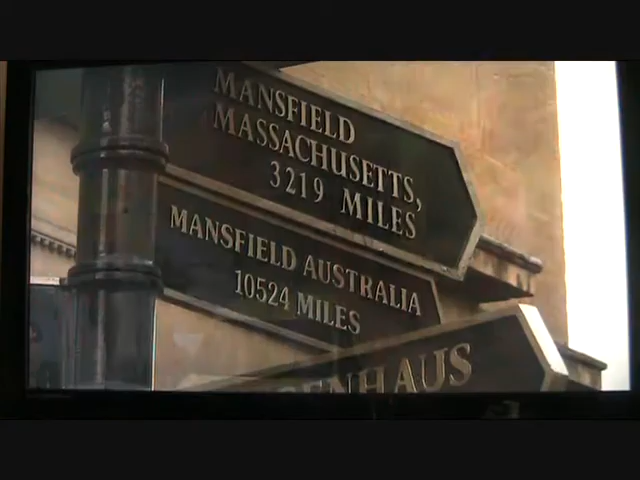 MANSFIELD
MASSACHUSETTS,
3219 MILES
MANSFIELD AUSTRALIA
10524 MILES